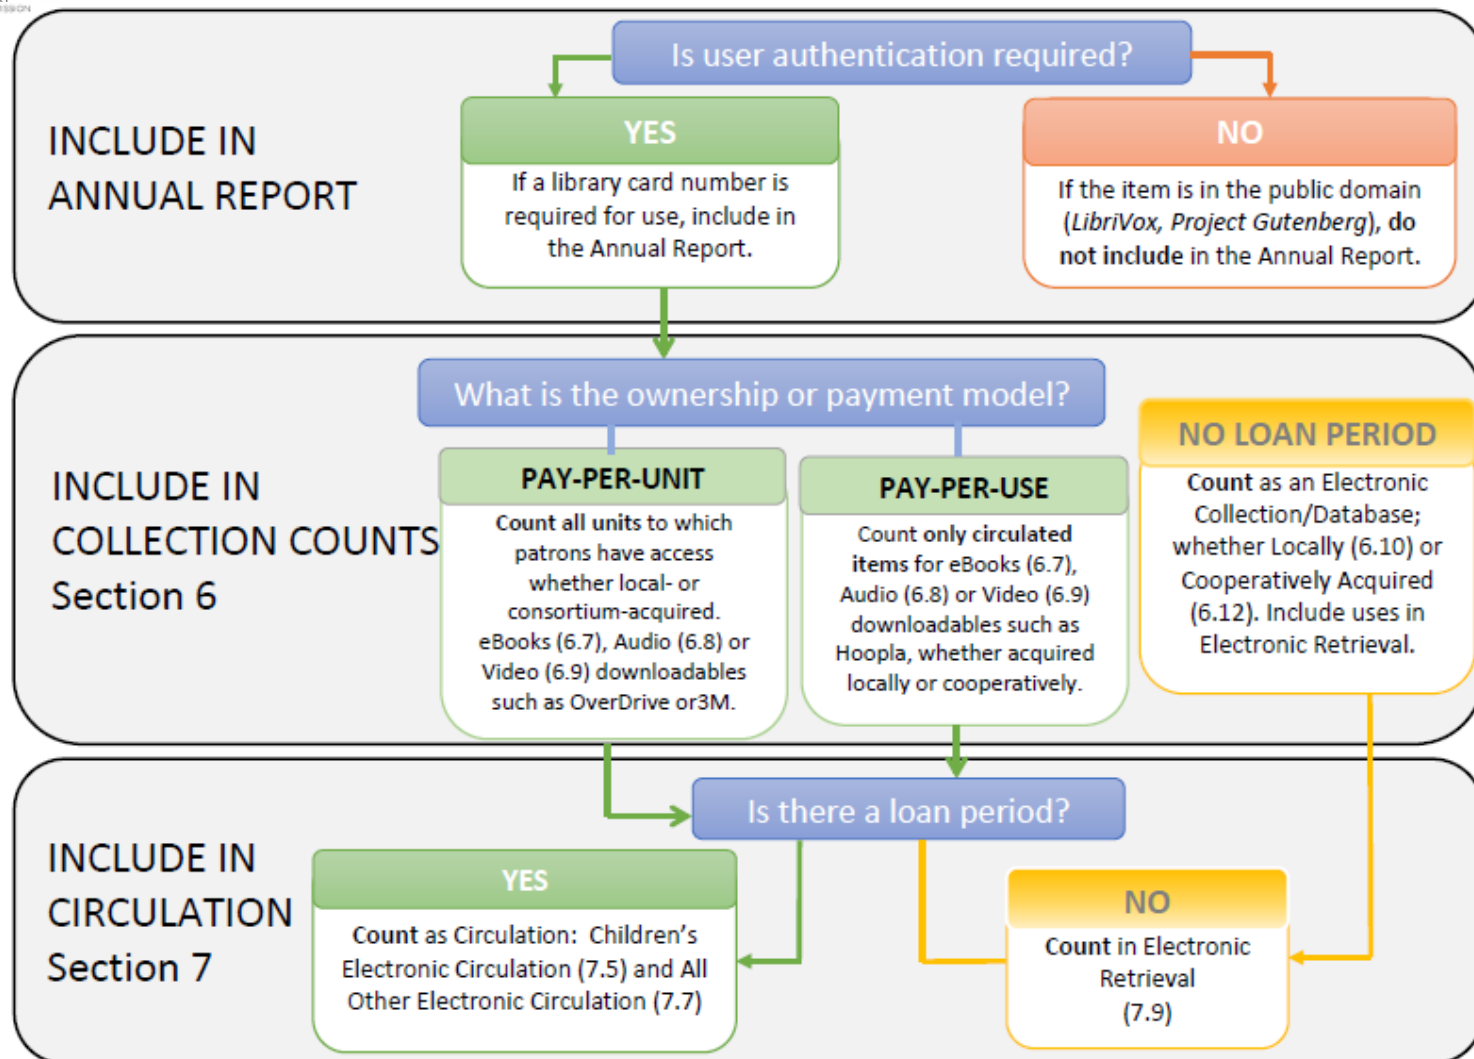 Is user authentication required?
INCLUDE IN
ANNUAL REPORT
YES
If a library card number is
required for use, include in
the Annual Report.
NO
If the item is in the public domain
(LibriVox, Project Gutenberg), do
not include in the Annual Report.
What is the ownership or payment model?
INCLUDE IN
COLLECTION COUNTS
Section 6
PAY-PER-UNIT
Count all units to which
patrons have access
whether local- or
consortium-acquired.
eBooks (6.7), Audio (6.8) or
Video (6.9) downloadables
such as OverDrive or3M.
PAY-PER-USE
Count only circulated
items for eBooks (6.7),
Audio (6.8) or Video (6.9)
downloadables such as
Hoopla, whether acquired
locally or cooperatively.
NO LOAN PERIOD
Count as an Electronic
Collection/Database;
whether Locally (6.10) or
Cooperatively Acquired
(6.12). Include uses in
Electronic Retrieval.
Is there a loan period?
INCLUDE IN
CIRCULATION
Section 7
YES
Count as Circulation: Children's
Electronic Circulation (7.5) and All
Other Electronic Circulation (7.7)
NO
Count in Electronic
Retrieval
(7.9)